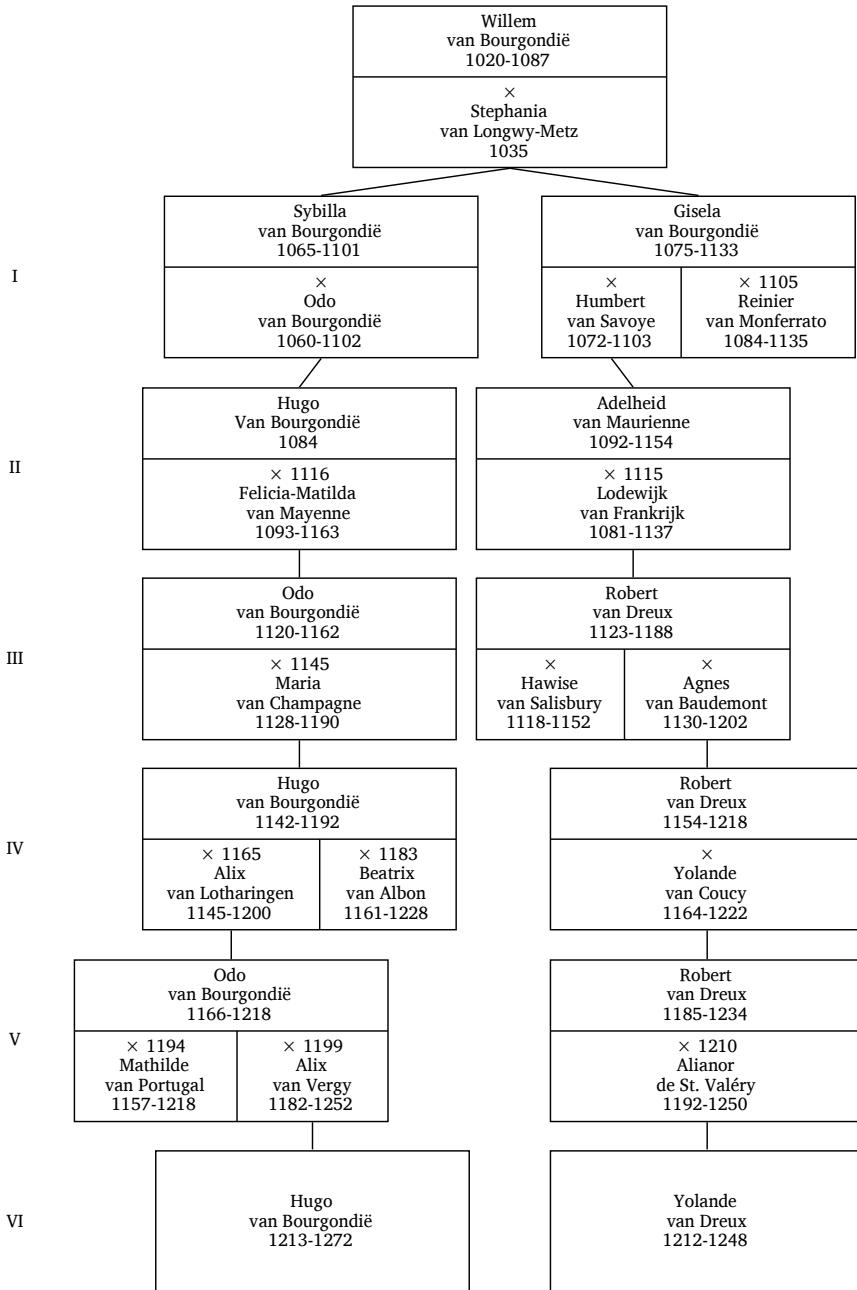 Willem
van Bourgondië
1020-1087
×
Stephania
van Longwy-Metz
1035
I
Sybilla
van Bourgondië
1065-1101
×
Odo
van Bourgondië
1060-1102
Gisela
van Bourgondië
1075-1133
×
Humbert
van Savoye
1072-1103
× 1105
Reinier
van Monferrato
1084-1135
II
Hugo
Van Bourgondië
1084
× 1116
Felicia-Matilda
van Mayenne
1093-1163
Adelheid
van Maurienne
1092-1154
× 1115
Lodewijk
van Frankrijk
1081-1137
III
Odo
van Bourgondië
1120-1162
× 1145
Maria
van Champagne
1128-1190
Robert
van Dreux
1123-1188
×
Hawise
van Salisbury
1118-1152
×
Agnes
van Baudemont
1130-1202
IV
Hugo
van Bourgondië
1142-1192
× 1165
Alix
van Lotharingen
1145-1200
× 1183
Beatrix
van Albon
1161-1228
Robert
van Dreux
1154-1218
×
Yolande
van Coucy
1164-1222
V
Odo
van Bourgondië
1166-1218
× 1194
Mathilde
van Portugal
1157-1218
× 1199
Alix
van Vergy
1182-1252
Robert
van Dreux
1185-1234
× 1210
Alianor
de St. Valéry
1192-1250
VI
Hugo
van Bourgondië
1213-1272
Yolande
van Dreux
1212-1248